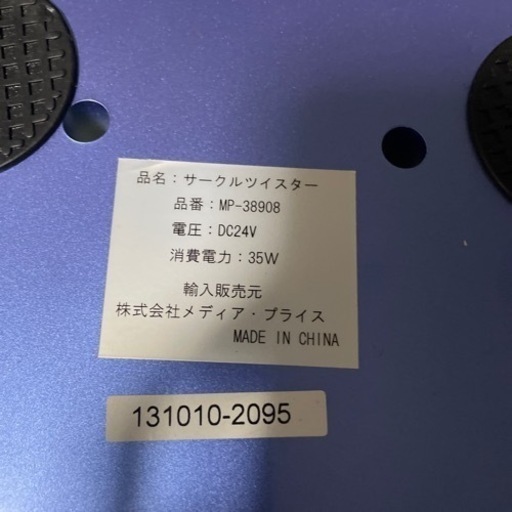 品名：サークルツイスター
品番：MP-38908
電圧：DC24V
消費電力：35W
輸入販売元
株式会社メディア・プライス
MADE IN CHINA
131010-2095